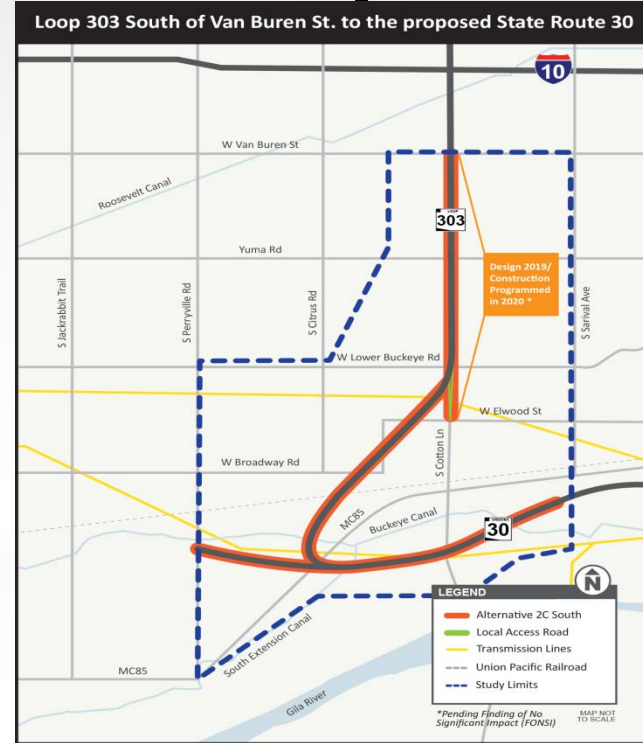 Loop 303 South of Van Buren St. to the proposed State Route 30
10
W Van Buren St
Roosevelt Canal
LOOP
303
Yuma Rd
Design 2019/
Construction
Programmed
in 2020 *
S Jackrabbit Trail
S Perryville Rd
S Citrus Rd
S Sarival Ave
W Lower Buckeye Rd
W Elwood St
S Cotton Ln
W Broadway Rd
MC85
Buckeye Canal
30
South Extension Canal
MC85
Gila River
N
LEGEND
Alternative 2C South
Local Access Road
Transmission Lines
Union Pacific Railroad
Study Limits
*Pending Finding of No
Significant Impact (FONSI)
MAP NOT
TO SCALE